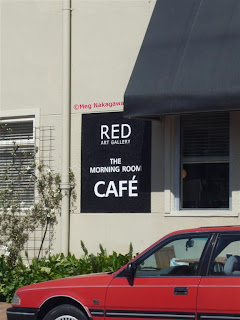 ©Meg Nakagawa
RED
ART GALLERY
THE
MORNING ROOM
CAFÉ